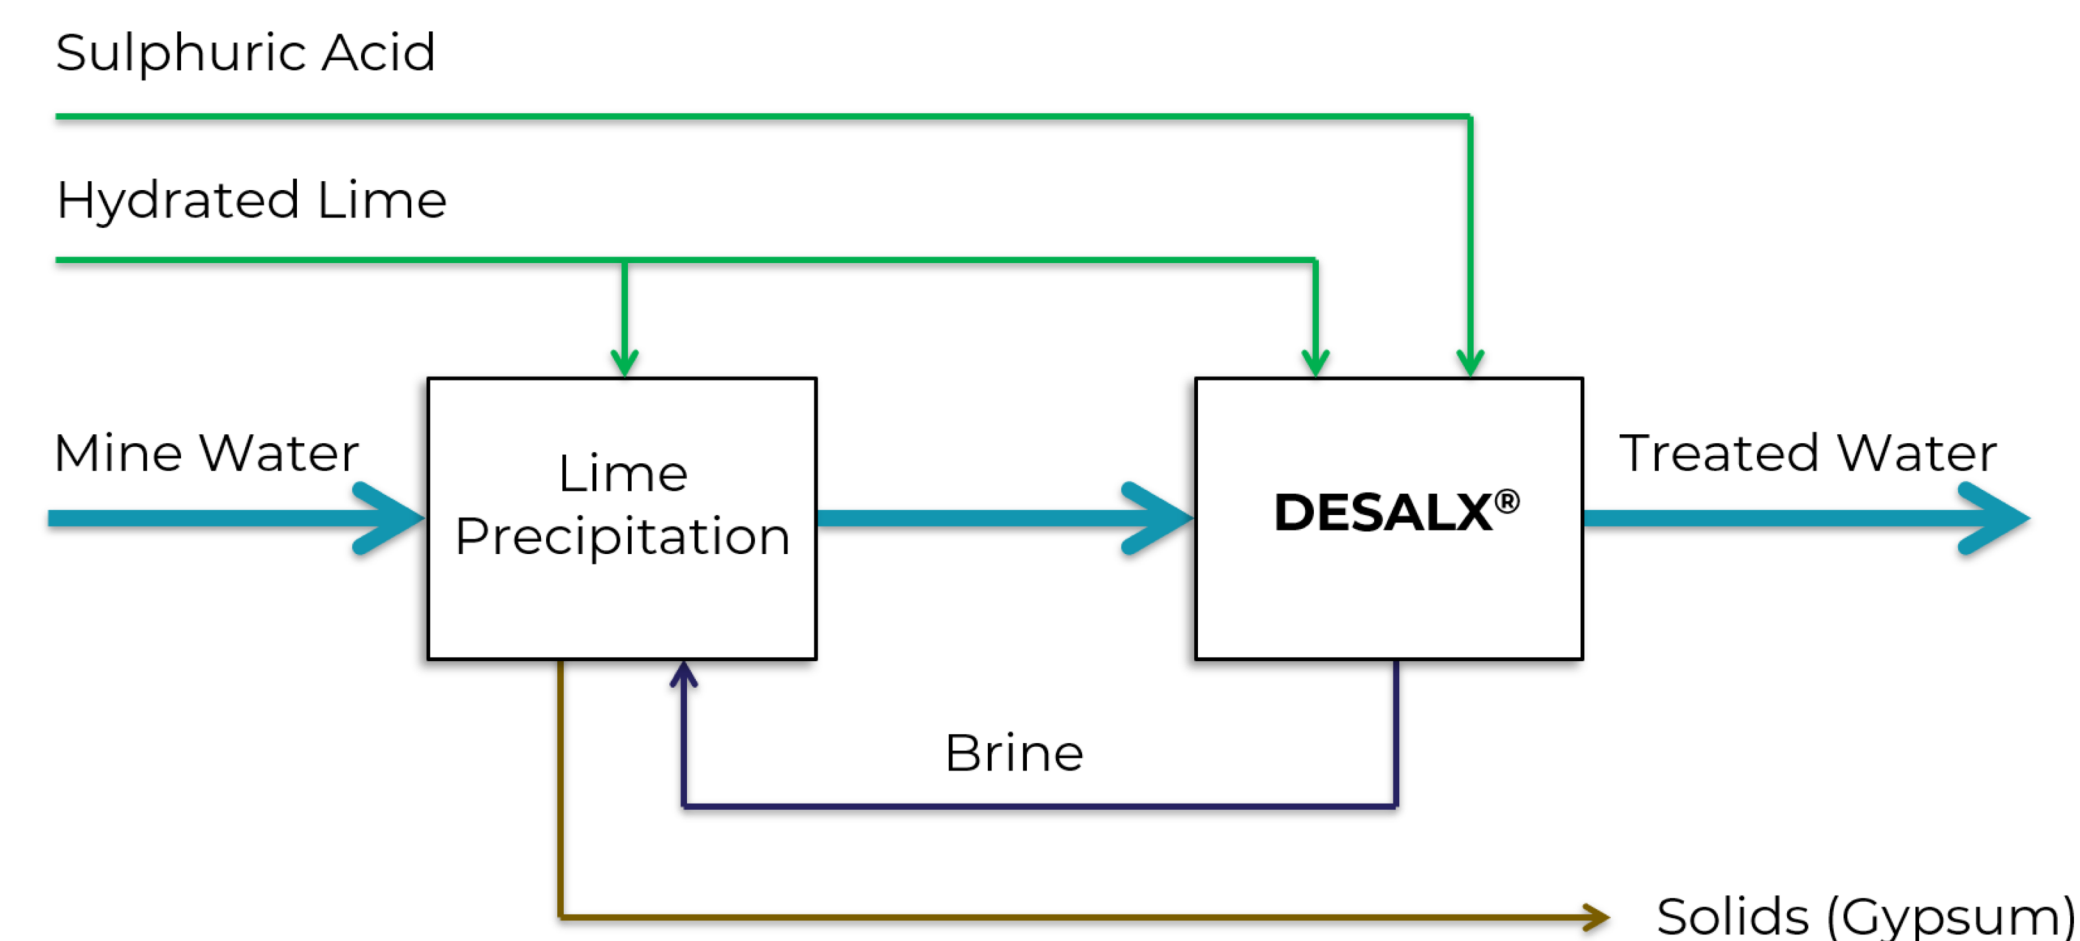 Sulphuric Acid
Hydrated Lime
Mine Water
Lime
Precipitation
DESALX®
Treated Water
Brine
Solids (Gypsum)